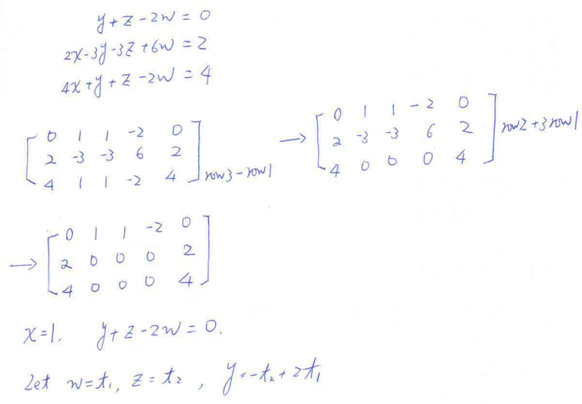 y+z-2w=0
2x-3y-3z+6w=2
4x+y+z-2w=4
[0 1 1 -2 0
2 -3 -3 6 2
4 1 1 -2 4] row3-row1
→ [0 1 1 -2 0
2 -3 -3 6 2
4 0 0 0 4] row2+3row1
→ [0 1 1 -2 0
2 0 0 0 2
4 0 0 0 4]
x=1, y+z-2w=0.
Let w=t₁, z=t₂, y=-t₂+2t₁